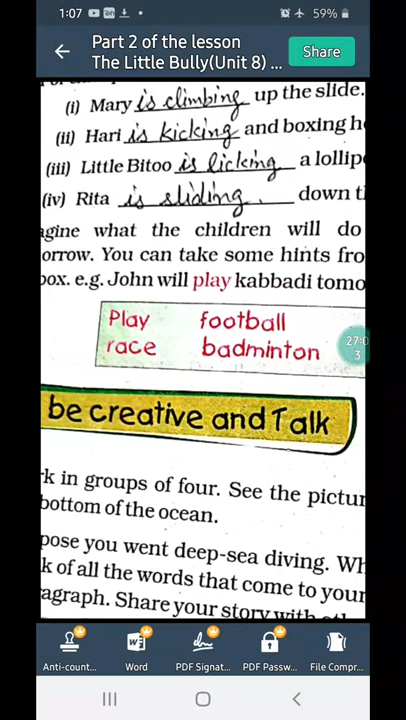 1:07 59%
Part 2 of the lesson
The Little Bully(Unit 8) ...
Share
(i) Mary is climbing up the slide.
(ii) Hari is kicking and boxing h
(iii) Little Bitoo is licking a lollip
(iv) Rita is sliding. down t
agine what the children will do
orrow. You can take some hints fro
box. e.g. John will play kabbadi tomo
Play football
race badminton
27:0
3
be creative and Talk
rk in groups of four. See the pictur
bottom of the ocean.
pose you went deep-sea diving. Wh
k of all the words that come to your
ragraph. Share your story with
Anti-count... Word PDF Signat... PDF Passw... File Compr...